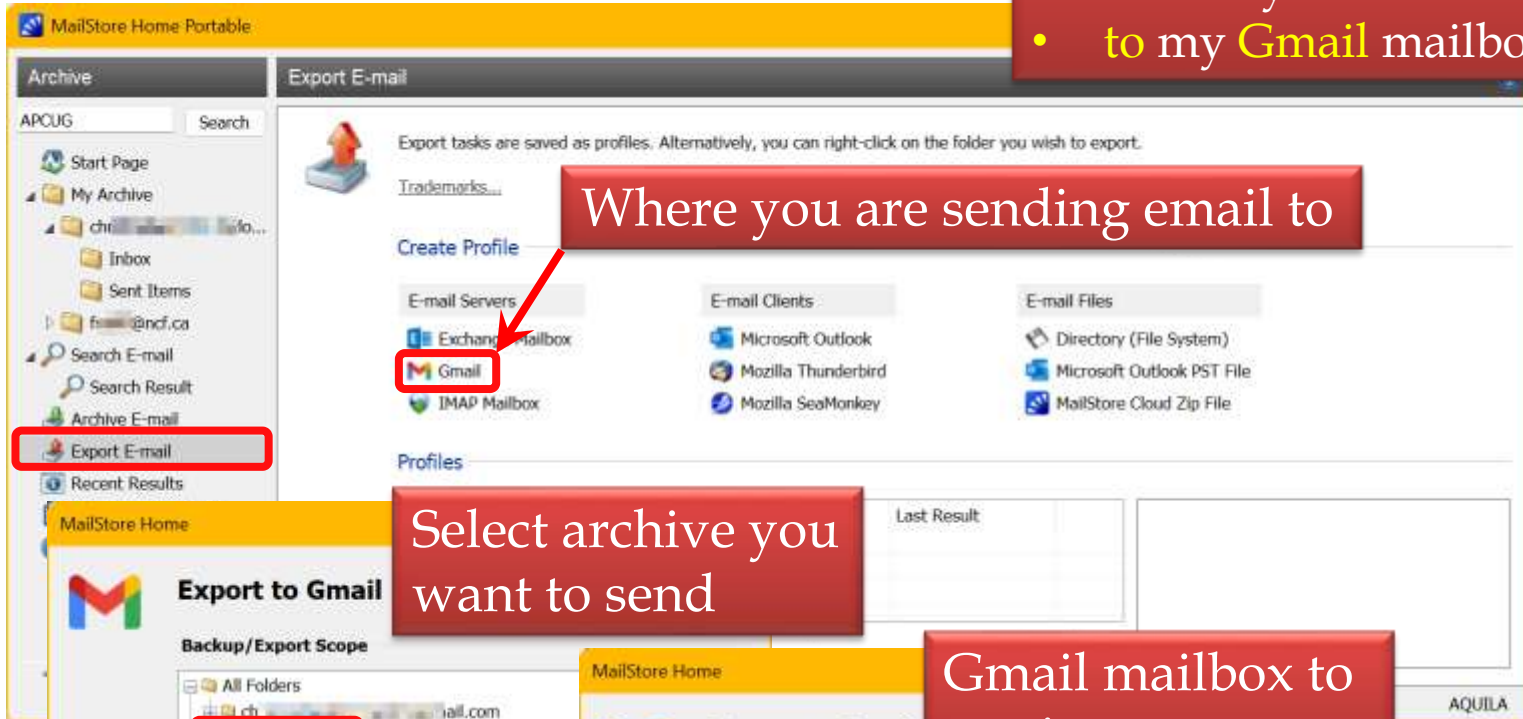 MailStore Home Portable
• to my Gmail mailbo
Archive
Export E-mail
APCUG Search
Export tasks are saved as profiles. Alternatively, you can right-click on the folder you wish to export.
Start Page
Trademarks...
My Archive
Where you are sending email to
Create Profile
Inbox
Sent Items
E-mail Servers
E-mail Clients
E-mail Files
@ncf.ca
Exchange Mailbox
Microsoft Outlook
Directory (File System)
Search E-mail
Gmail
Mozilla Thunderbird
Microsoft Outlook PST File
Search Result
IMAP Mailbox
Mozilla SeaMonkey
MailStore Cloud Zip File
Archive E-mail
Export E-mail
Profiles
Recent Results
Last Result
MailStore Home
Select archive you
want to send
Export to Gmail
Backup/Export Scope
MailStore Home
Gmail mailbox to
All Folders
ail.com
AQUILA